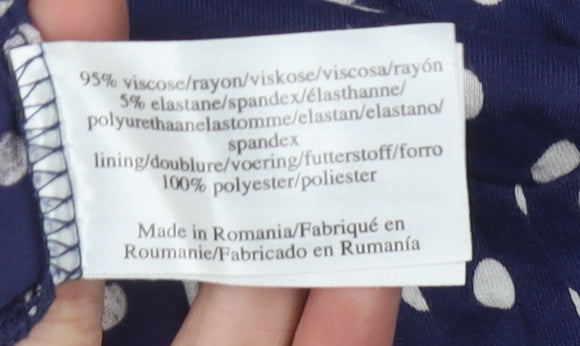 95% viscose/rayon/viskose/viscosa/rayón
5% elastane/spandex/élasthanne/
polyurethaanelastomme/elastan/elastano/
spandex
lining/doublure/voering/futterstoff/forro
100% polyester/poliester
Made in Romania/Fabriqué en
Roumanie/Fabricado en Rumanía